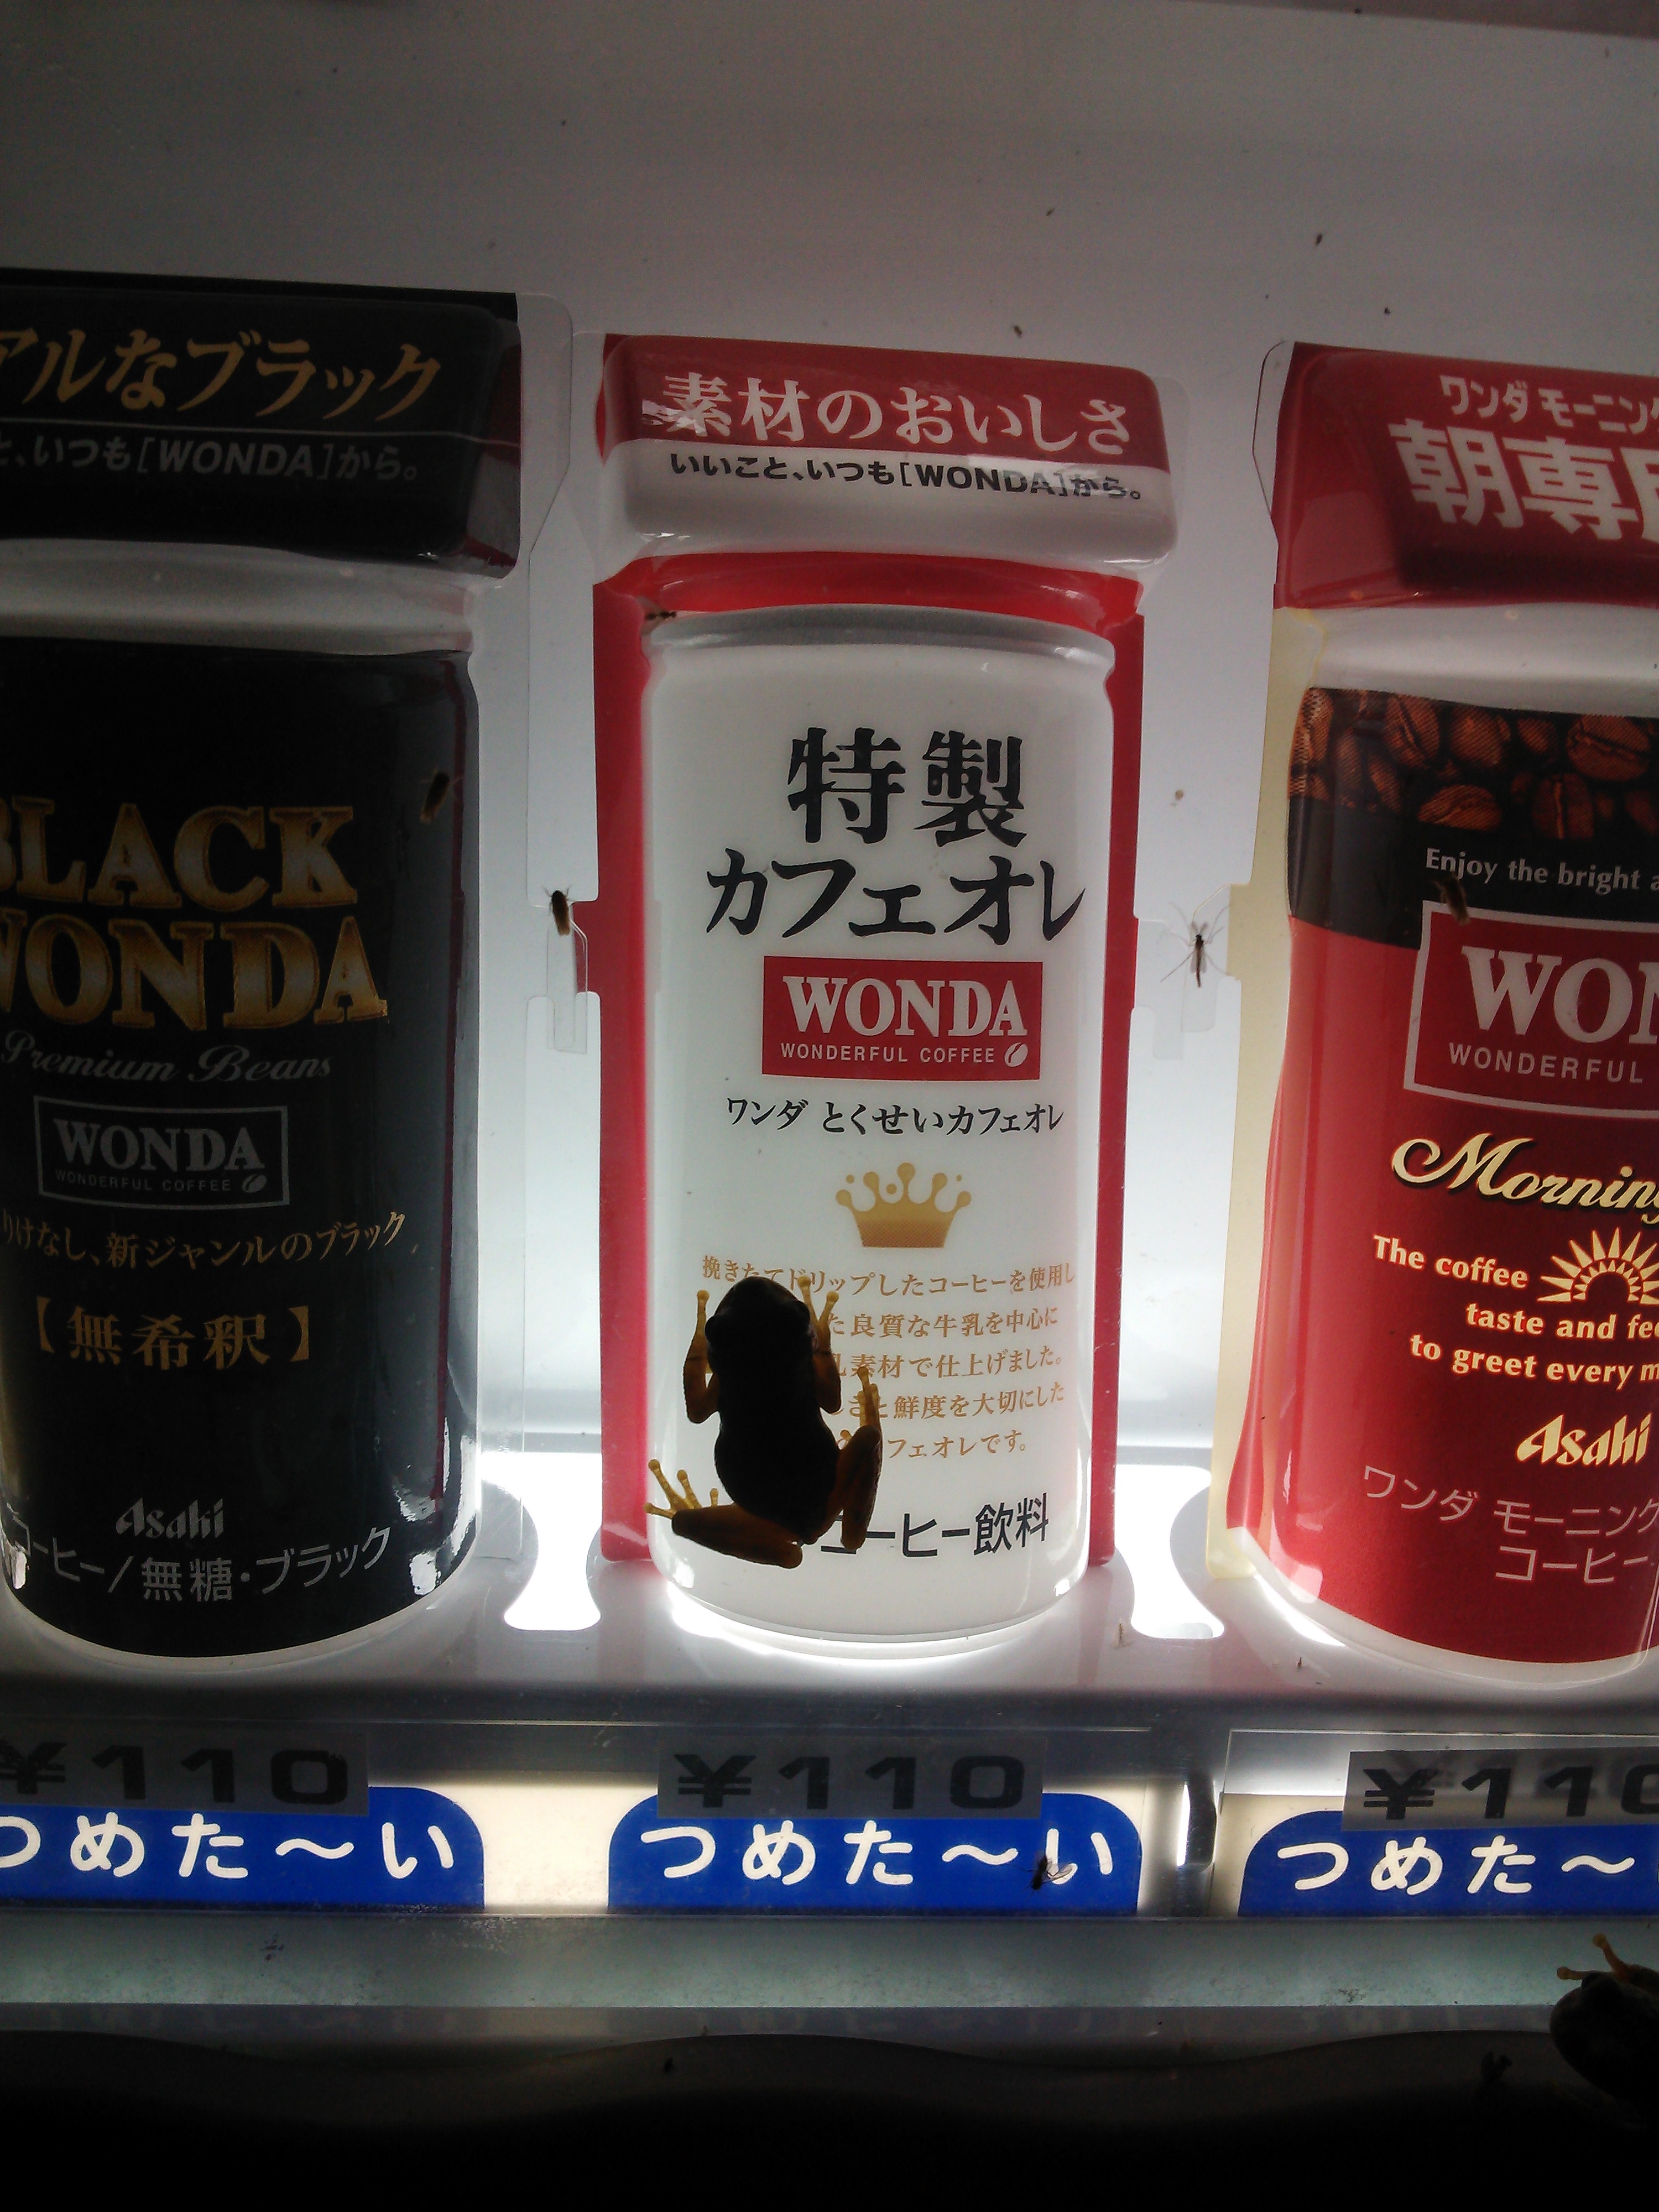 アルなブラック
と、いつも[WONDA]から。
BLACK
WONDA
Premium Beans
WONDA
WONDERFUL COFFEE
りけなし、新ジャンルのブラック
【無希釈】
Asahi
コーヒー/無糖・ブラック
¥110
つめた〜い
素材のおいしさ
いいこと、いつも[WONDA]から。
特製
カフェオレ
WONDA
WONDERFUL COFFEE
ワンダ とくせいカフェオレ
挽きたてドリップしたコーヒーを使用し
た良質な牛乳を中心に
乳素材で仕上げました。
さと鮮度を大切にした
フェオレです。
コーヒー飲料
¥110
つめた〜い
ワンダ モーニング
朝専用
Enjoy the bright
WON
WONDERFUL
Morning
The coffee
taste and fee
to greet every m
Asahi
ワンダ モーニング
コーヒー
¥110
つめた〜